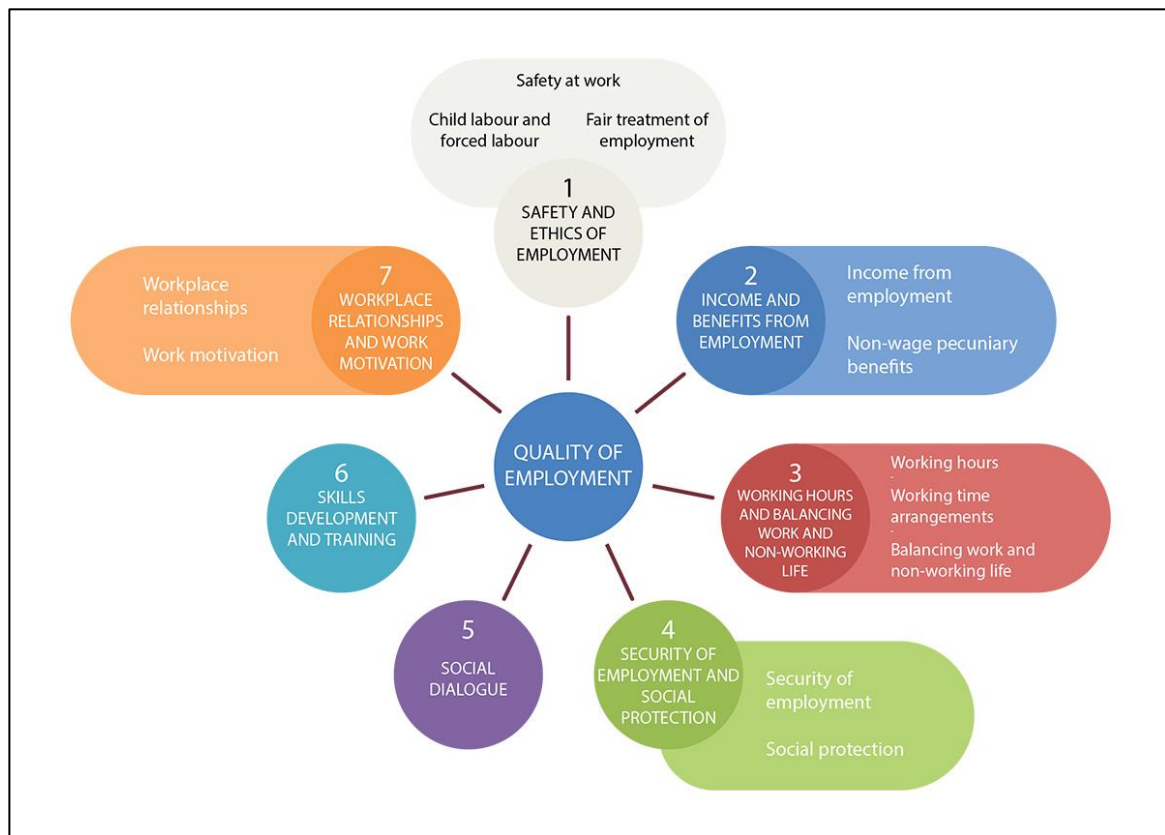 Safety at work
Child labour and
forced labour
Fair treatment of
employment
1
SAFETY AND
ETHICS OF
EMPLOYMENT
2
INCOME AND
BENEFITS FROM
EMPLOYMENT
Income from
employment
Non-wage pecuniary
benefits
3
WORKING HOURS
AND BALANCING
WORK AND
NON-WORKING
LIFE
Working hours
-
Working time
arrangements
-
Balancing work and
non-working life
4
SECURITY OF
EMPLOYMENT AND
SOCIAL
PROTECTION
Security of
employment
Social protection
5
SOCIAL
DIALOGUE
6
SKILLS
DEVELOPMENT
AND TRAINING
7
WORKPLACE
RELATIONSHIPS
AND WORK
MOTIVATION
Workplace
relationships
Work motivation
QUALITY OF
EMPLOYMENT